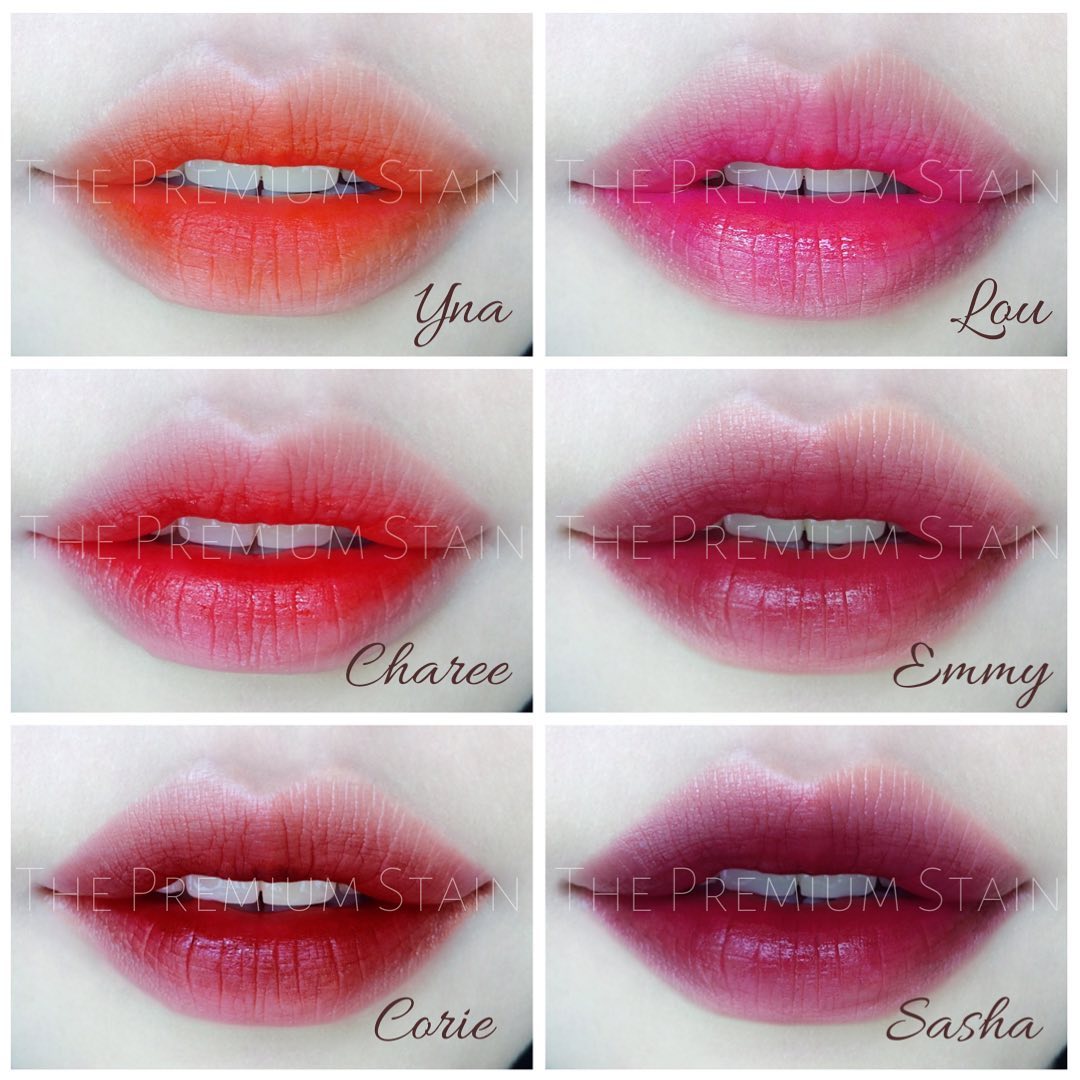 THE PREMIUM STAIN
Yna
THE PREMIUM STAIN
Lou
THE PREMIUM STAIN
Charee
THE PREMIUM STAIN
Emmy
THE PREMIUM STAIN
Corie
THE PREMIUM STAIN
Sasha